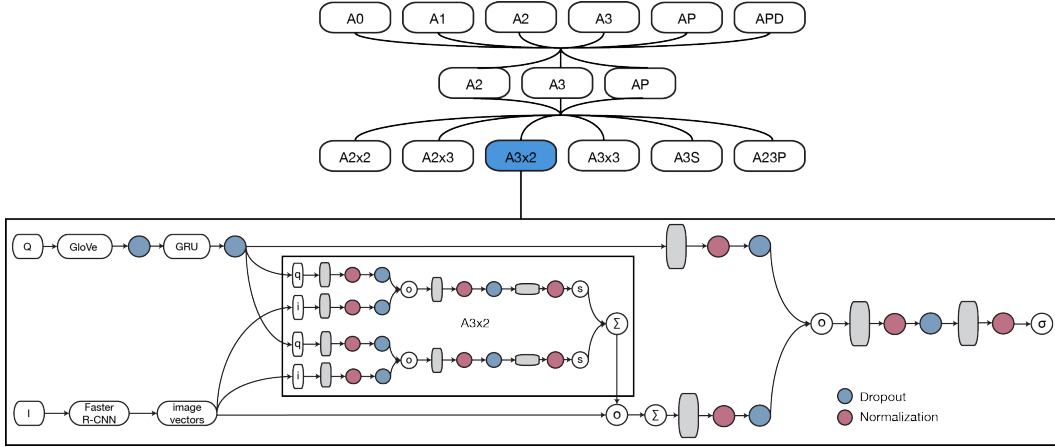 A0 A1 A2 A3 AP APD
A2 A3 AP
A2x2 A2x3 A3x2 A3x3 A3S A23P
Q GloVe GRU
q
i
o s
A3x2
Σ
q
i
o s
o σ
I Faster
R-CNN
image
vectors
o Σ
Dropout
Normalization